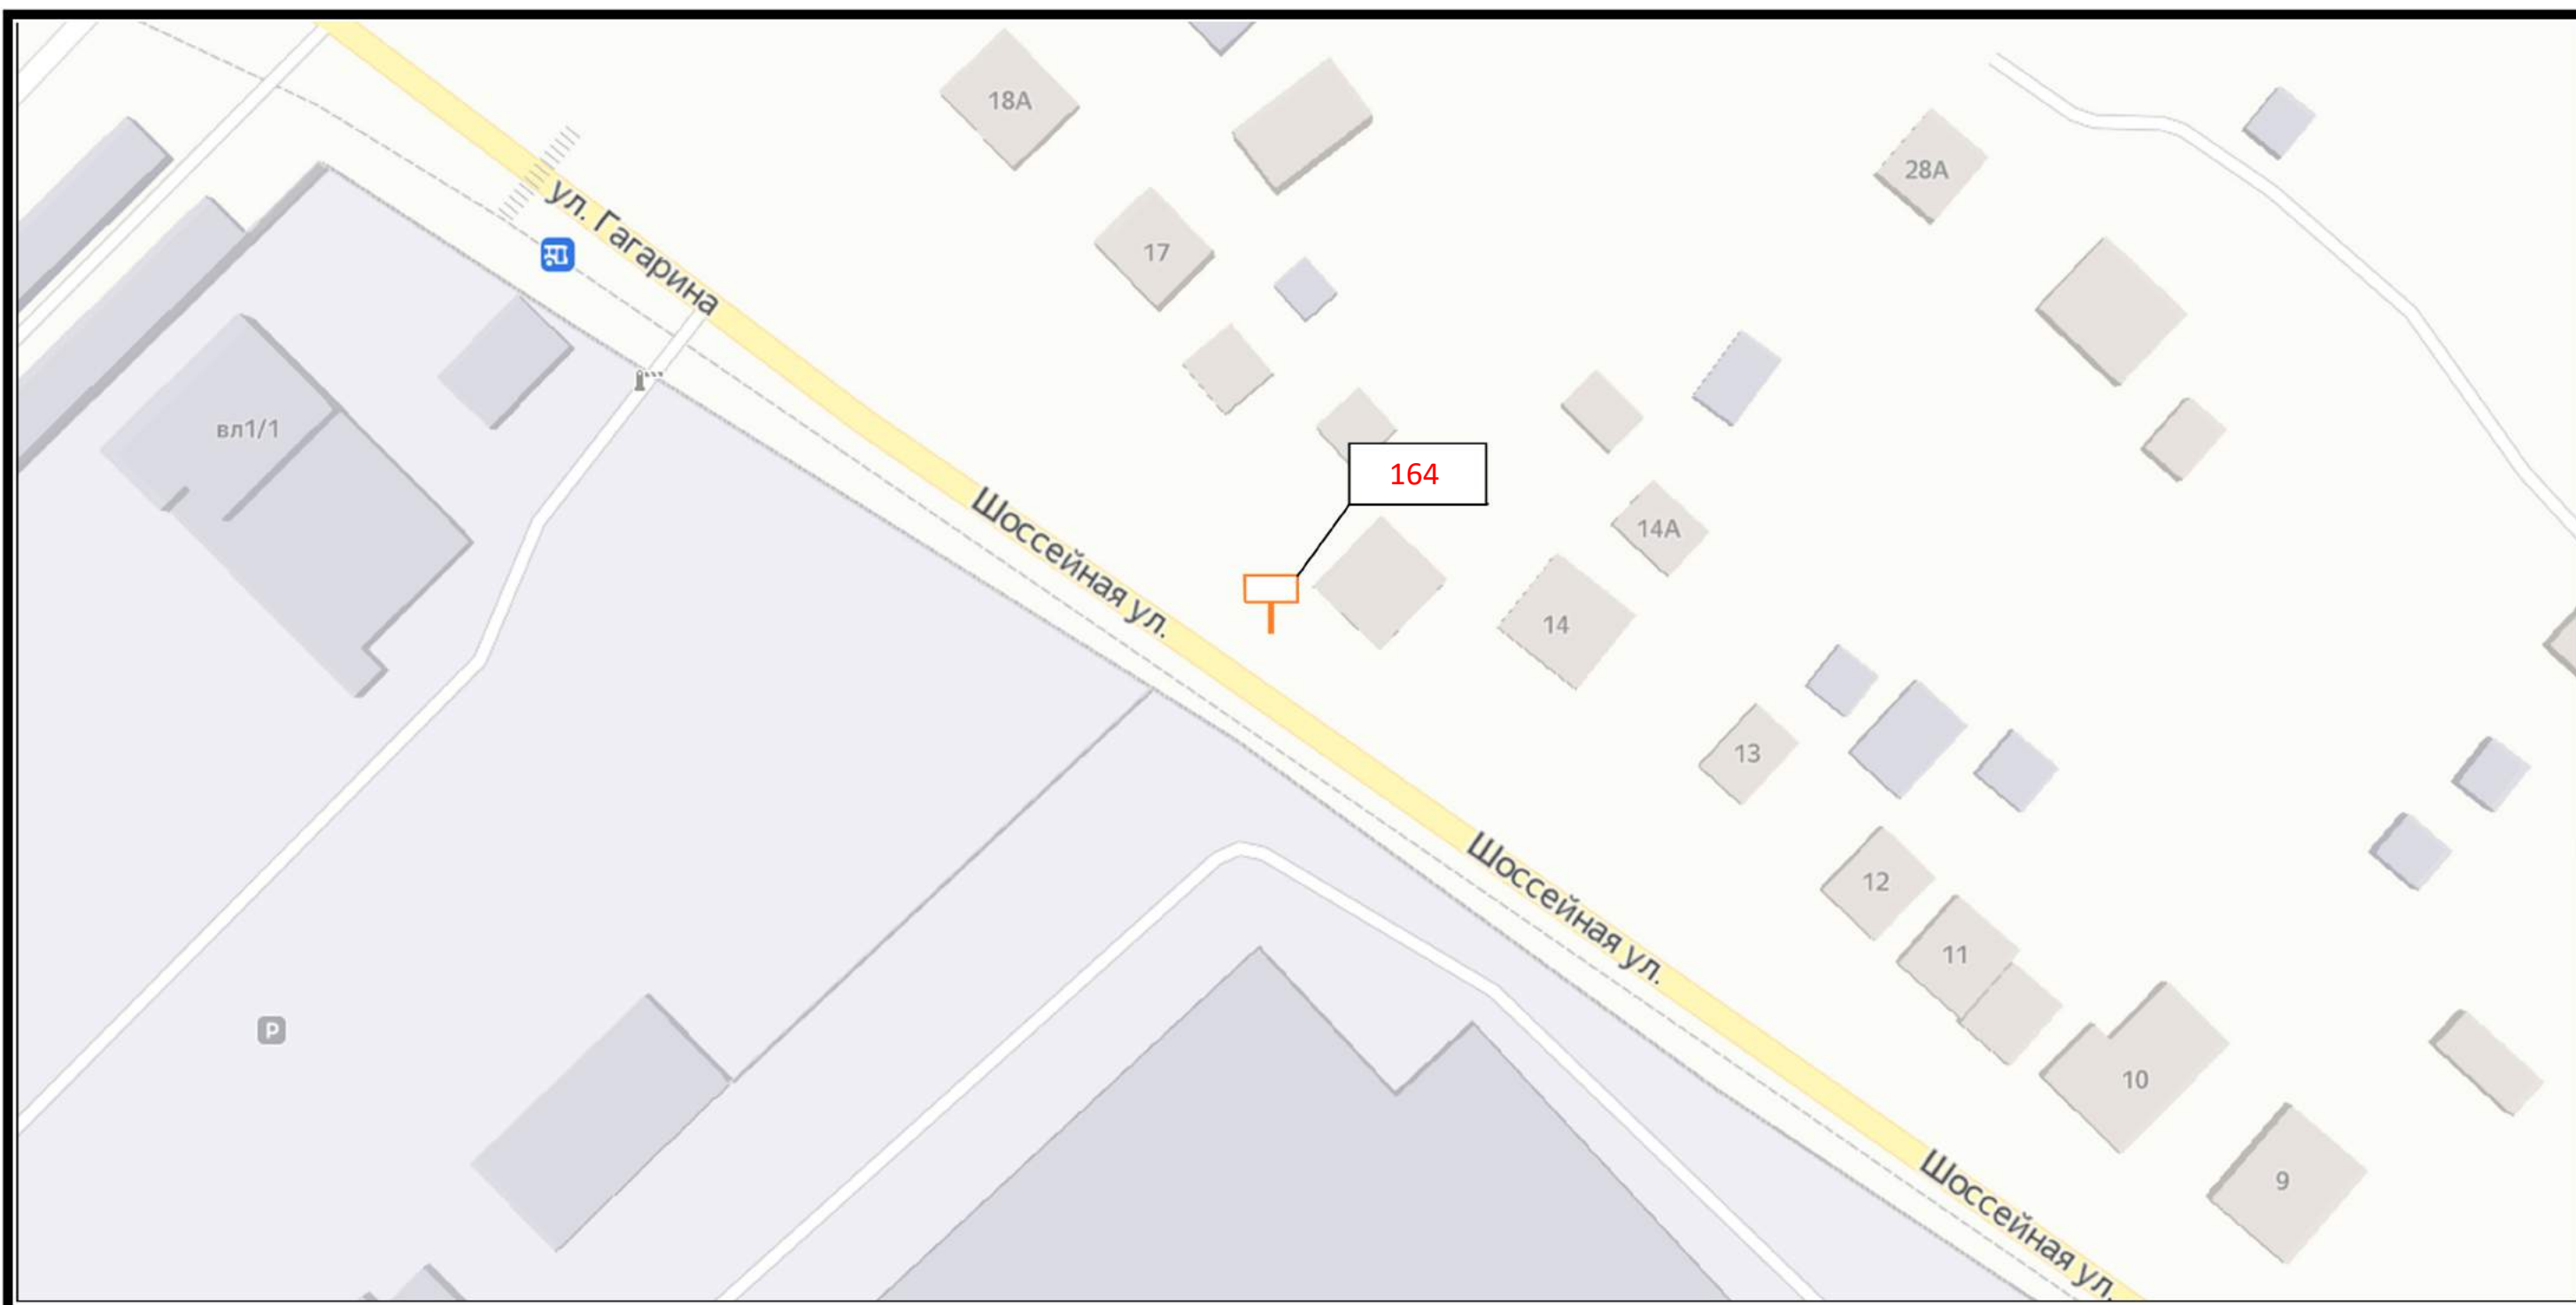 18А
28А
ул. Гагарина
17
вл1/1
164
Шоссейная ул.
14А
14
13
Шоссейная ул.
12
11
P
10
Шоссейная ул.
9